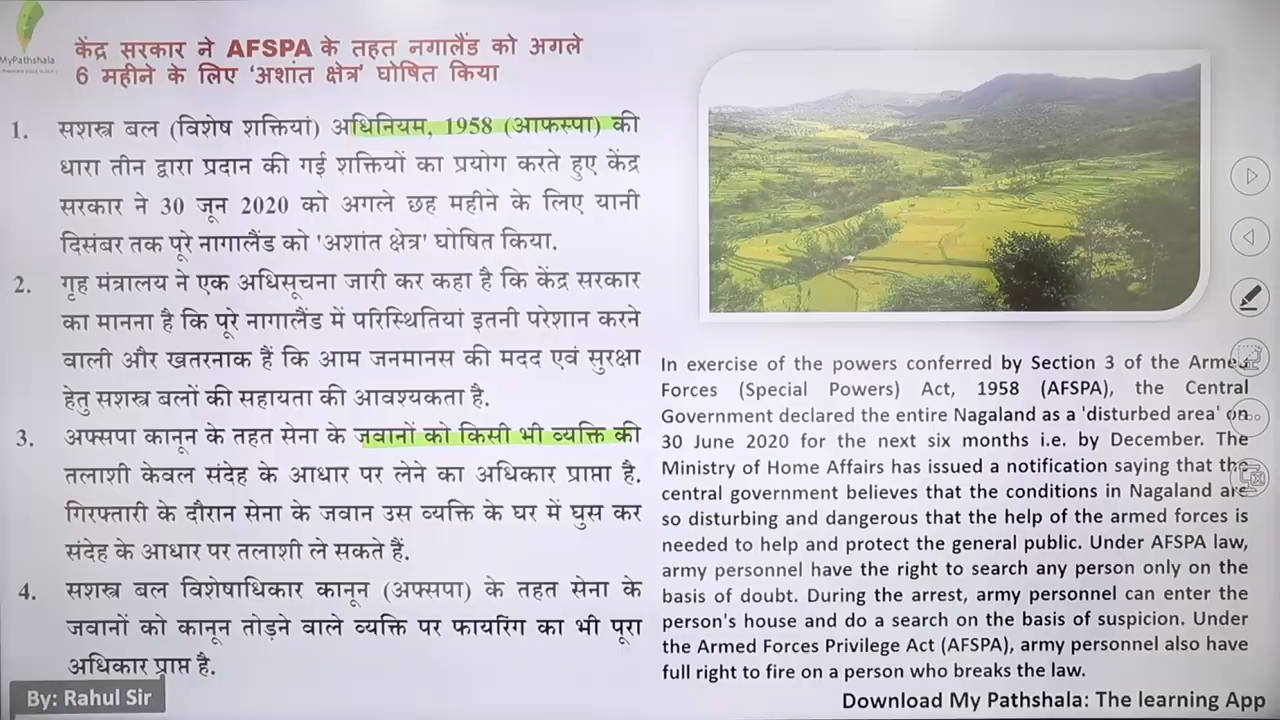 MyPathshala
केंद्र सरकार ने AFSPA के तहत नगालैंड को अगले
6 महीने के लिए 'अशांत क्षेत्र' घोषित किया
1. सशस्त्र बल (विशेष शक्तियां) अधिनियम, 1958 (आफस्पा) की
धारा तीन द्वारा प्रदान की गई शक्तियों का प्रयोग करते हुए केंद्र
सरकार ने 30 जून 2020 को अगले छह महीने के लिए यानी
दिसंबर तक पूरे नागालैंड को 'अशांत क्षेत्र' घोषित किया.
2. गृह मंत्रालय ने एक अधिसूचना जारी कर कहा है कि केंद्र सरकार
का मानना है कि पूरे नागालैंड में परिस्थितियां इतनी परेशान करने
वाली और खतरनाक हैं कि आम जनमानस की मदद एवं सुरक्षा
हेतु सशस्त्र बलों की सहायता की आवश्यकता है.
3. अफ्सपा कानून के तहत सेना के जवानों को किसी भी व्यक्ति की
तलाशी केवल संदेह के आधार पर लेने का अधिकार प्राप्त है.
गिरफ्तारी के दौरान सेना के जवान उस व्यक्ति के घर में घुस कर
संदेह के आधार पर तलाशी ले सकते हैं.
4. सशस्त्र बल विशेषाधिकार कानून (अफ्सपा) के तहत सेना के
जवानों को कानून तोड़ने वाले व्यक्ति पर फायरिंग का भी पूरा
अधिकार प्राप्त है.
In exercise of the powers conferred by Section 3 of the Armed
Forces (Special Powers) Act, 1958 (AFSPA), the Central
Government declared the entire Nagaland as a 'disturbed area' on
30 June 2020 for the next six months i.e. by December. The
Ministry of Home Affairs has issued a notification saying that the
central government believes that the conditions in Nagaland are
so disturbing and dangerous that the help of the armed forces is
needed to help and protect the general public. Under AFSPA law,
army personnel have the right to search any person only on the
basis of doubt. During the arrest, army personnel can enter the
person's house and do a search on the basis of suspicion. Under
the Armed Forces Privilege Act (AFSPA), army personnel also have
full right to fire on a person who breaks the law.
By: Rahul Sir
Download My Pathshala: The learning App